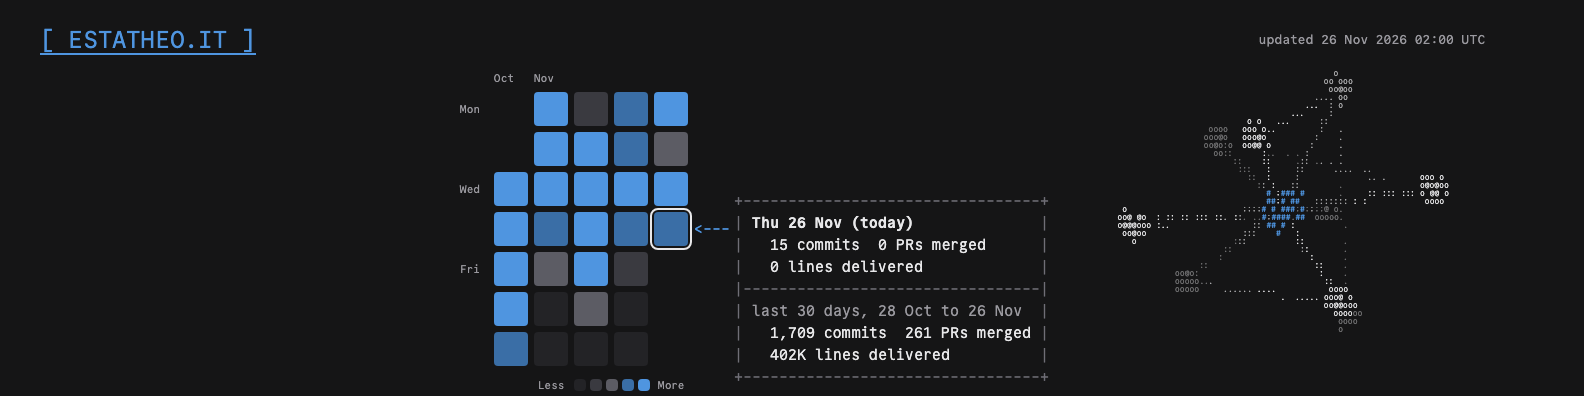 [ ESTATHEO.IT ]
updated 26 Nov 2026 02:00 UTC
Oct Nov
Mon
Wed
Fri
Thu 26 Nov (today)
15 commits 0 PRs merged
0 lines delivered
last 30 days, 28 Oct to 26 Nov
1,709 commits 261 PRs merged
402K lines delivered
Less More